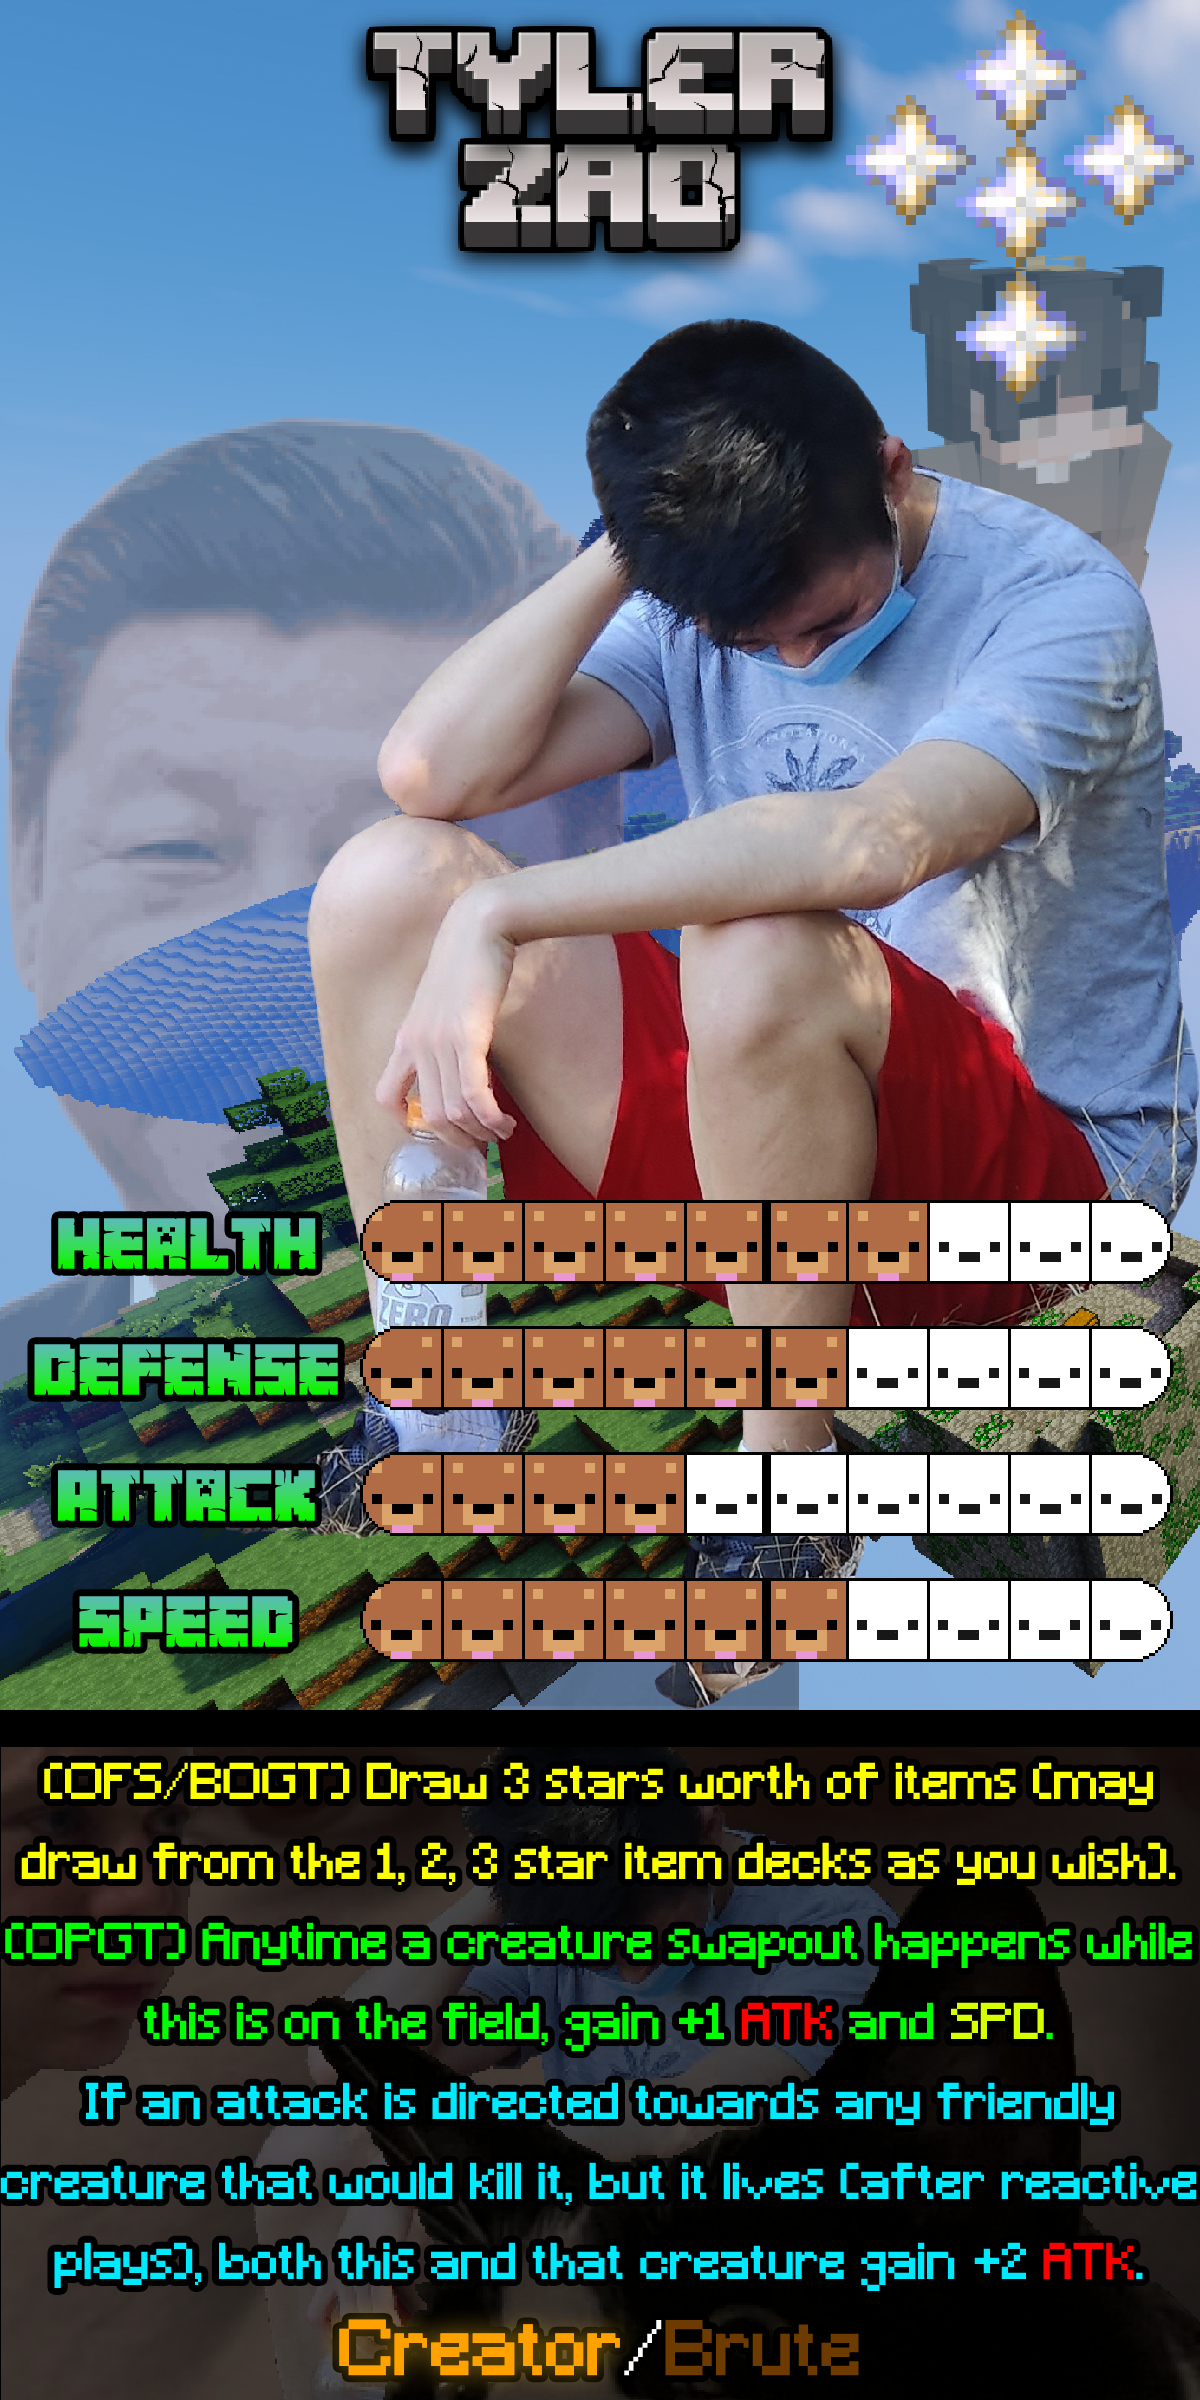 TYLER
ZAO
HEALTH
ZERO
DEFENSE
ATTACK
SPEED
(OFS/BOGT) Draw 3 stars worth of items (may
draw from the 1, 2, 3 star item decks as you wish).
(OPGT) Anytime a creature swapout happens while
this is on the field, gain +1 ATK and SPD.
If an attack is directed towards any friendly
creature that would kill it, but it lives (after reactive
plays), both this and that creature gain +2 ATK.
Creator/Brute